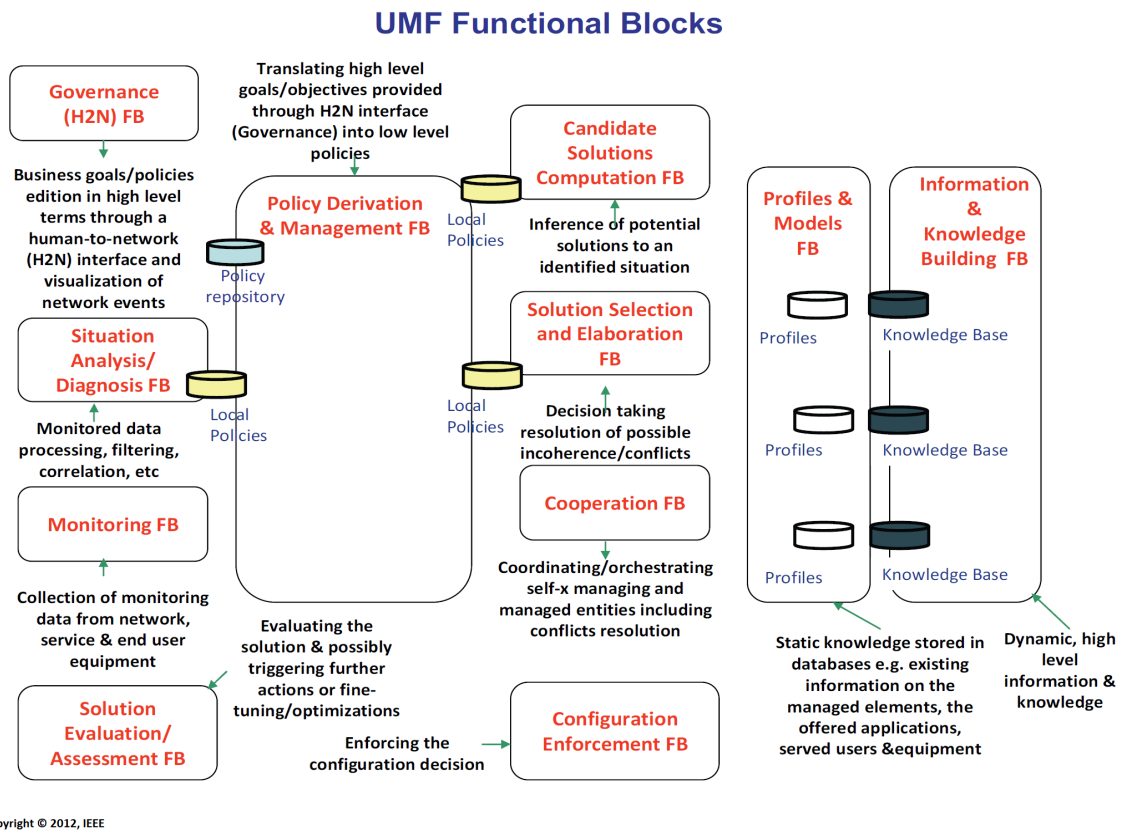 UMF Functional Blocks
Governance
(H2N) FB
Business goals/policies
edition in high level
terms through a
human-to-network
(H2N) interface and
visualization of
network events
Situation
Analysis/
Diagnosis FB
Local
Policies
Monitored data
processing, filtering,
correlation, etc
Monitoring FB
Collection of monitoring
data from network,
service & end user
equipment
Solution
Evaluation/
Assessment FB
Translating high level
goals/objectives provided
through H2N interface
(Governance) into low level
policies
Policy Derivation
& Management FB
Policy
repository
Evaluating the
solution & possibly
triggering further
actions or fine-
tuning/optimizations
Enforcing the
configuration decision
Candidate
Solutions
Computation FB
Local
Policies
Inference of potential
solutions to an
identified situation
Solution Selection
and Elaboration
FB
Local
Policies
Decision taking
resolution of possible
incoherence/conflicts
Cooperation FB
Coordinating/orchestrating
self-x managing and
managed entities including
conflicts resolution
Configuration
Enforcement FB
Profiles &
Models
FB
Profiles
Profiles
Profiles
Static knowledge stored in
databases e.g. existing
information on the
managed elements, the
offered applications,
served users &equipment
Information
&
Knowledge
Building FB
Knowledge Base
Knowledge Base
Knowledge Base
Dynamic, high
level
information &
knowledge
pyright © 2012, IEEE